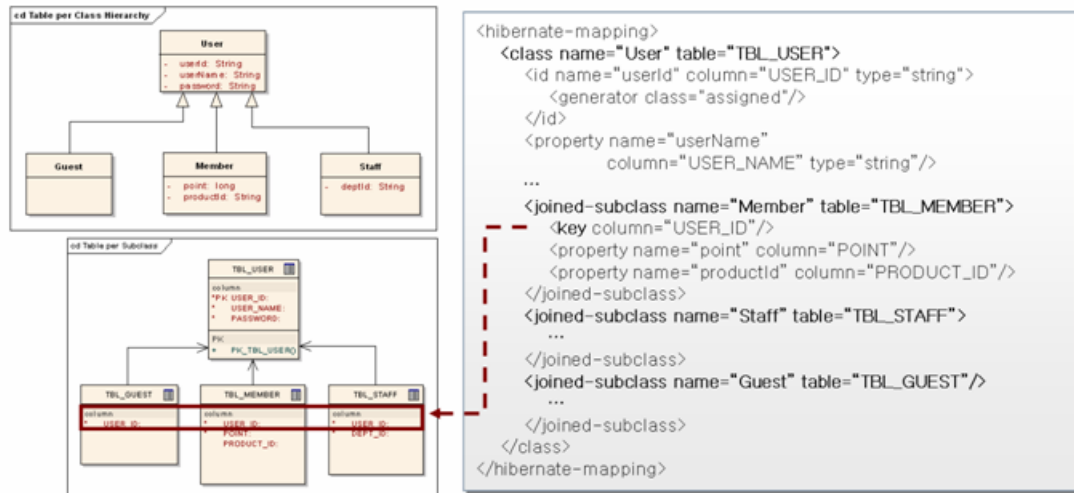 cd Table per Class Hierarchy
User
- userId: String
- userName: String
- password: String
Guest
Member
- point: long
- productId: String
Staff
- deptId: String
cd Table per Subclass
TBL_USER
column
*PK USER_ID:
* USER_NAME:
* PASSWORD:
PK
+ PK_TBL_USER()
TBL_GUEST
column
* USER_ID:
TBL_MEMBER
column
* USER_ID:
* POINT:
PRODUCT_ID:
TBL_STAFF
column
* USER_ID:
* DEPT_ID:
<hibernate-mapping>
<class name="User" table="TBL_USER">
<id name="userId" column="USER_ID" type="string">
<generator class="assigned"/>
</id>
<property name="userName"
column="USER_NAME" type="string"/>
...
<joined-subclass name="Member" table="TBL_MEMBER">
<key column="USER_ID"/>
<property name="point" column="POINT"/>
<property name="productId" column="PRODUCT_ID"/>
</joined-subclass>
<joined-subclass name="Staff" table="TBL_STAFF">
...
</joined-subclass>
<joined-subclass name="Guest" table="TBL_GUEST"/>
...
</joined-subclass>
</class>
</hibernate-mapping>